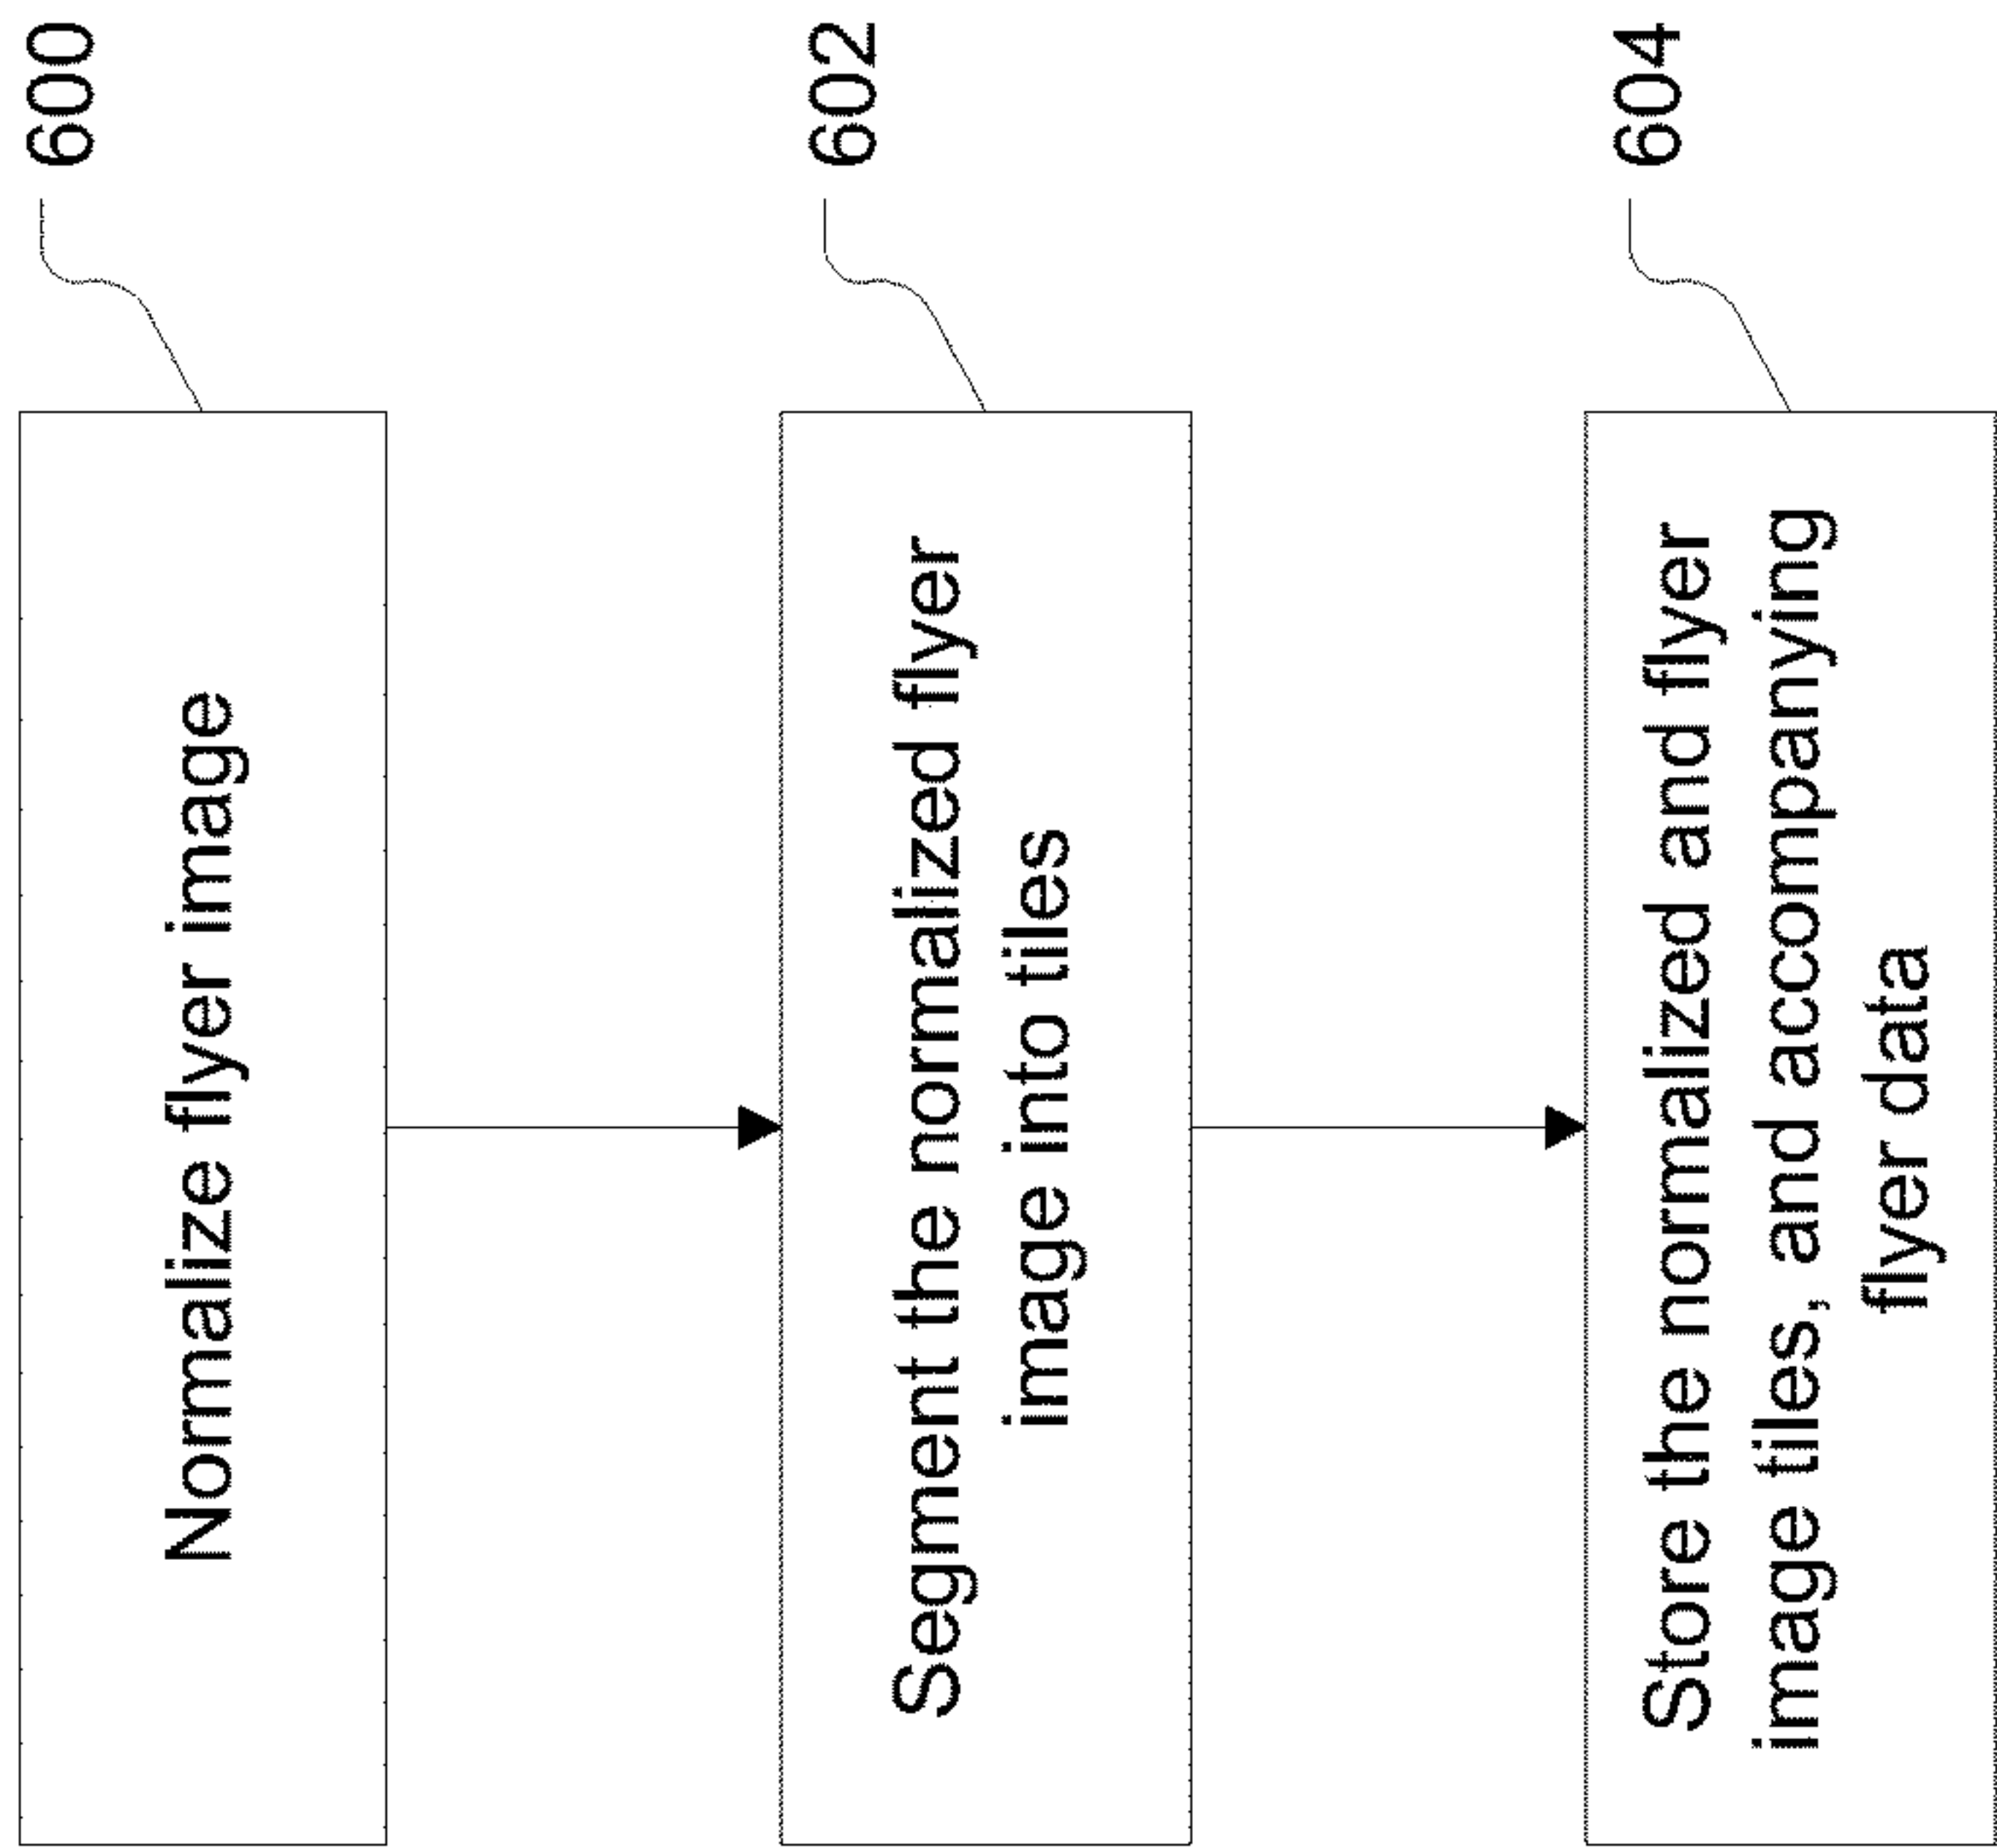 600
Normalize flyer image
602
Segment the normalized flyer
image into tiles
604
Store the normalized and flyer
image tiles, and accompanying
flyer data